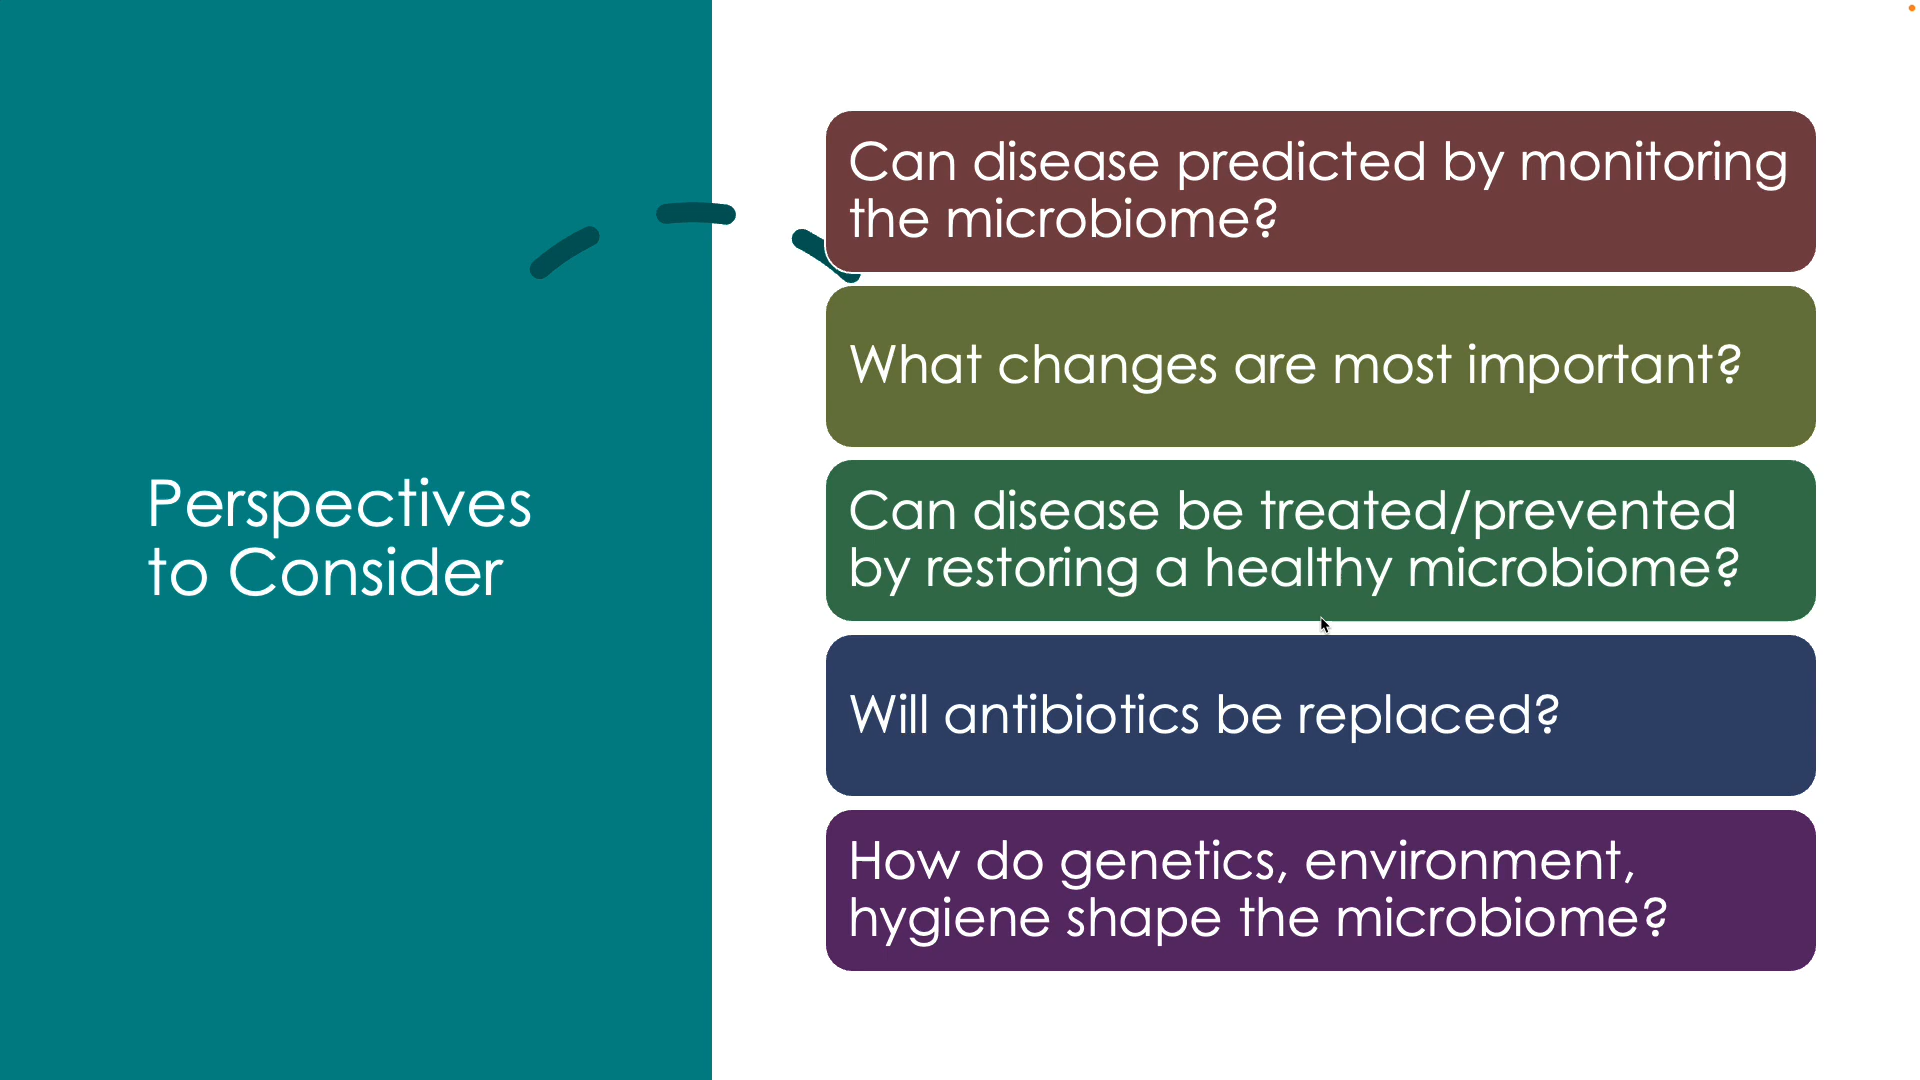 Perspectives
to Consider
Can disease predicted by monitoring
the microbiome?
What changes are most important?
Can disease be treated/prevented
by restoring a healthy microbiome?
Will antibiotics be replaced?
How do genetics, environment,
hygiene shape the microbiome?